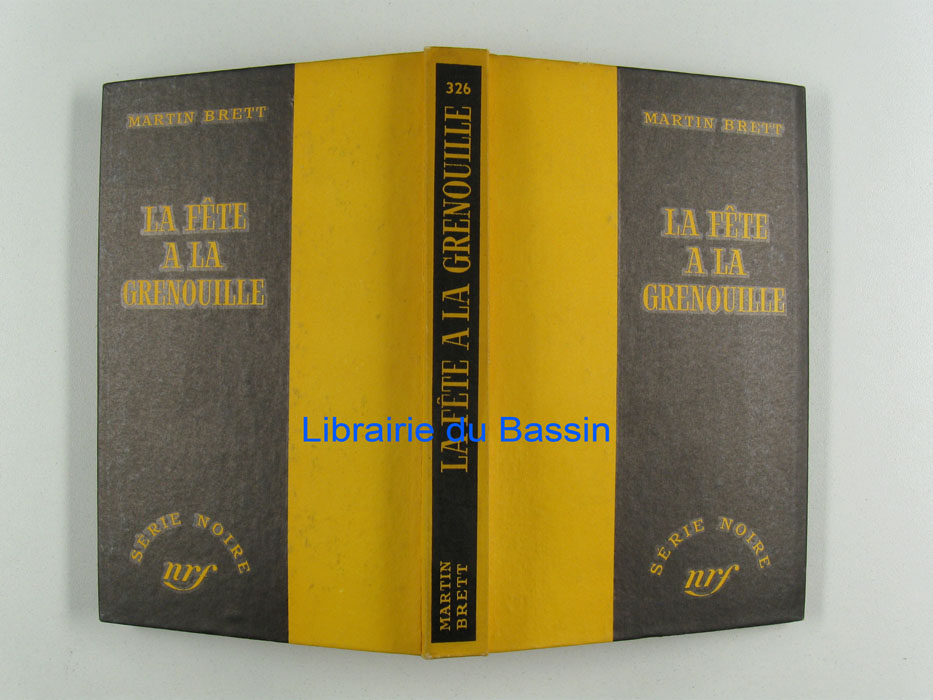 MARTIN BRETT
LA FÊTE
A LA
GRENOUILLE
SÉRIE NOIRE
nrf
326
LA FÊTE A LA GRENOUILLE
MARTIN
BRETT
MARTIN BRETT
LA FÊTE
A LA
GRENOUILLE
SÉRIE NOIRE
nrf
Librairie du Bassin